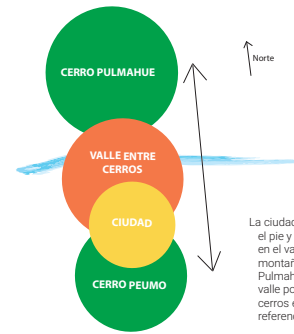 CERRO PULMAHUE
Norte
VALLE ENTRE
CERROS
CIUDAD
CERRO PEUMO
La ciudad
el pie y
en el va
montañ
Pulmah
valle po
cerros e
referenc